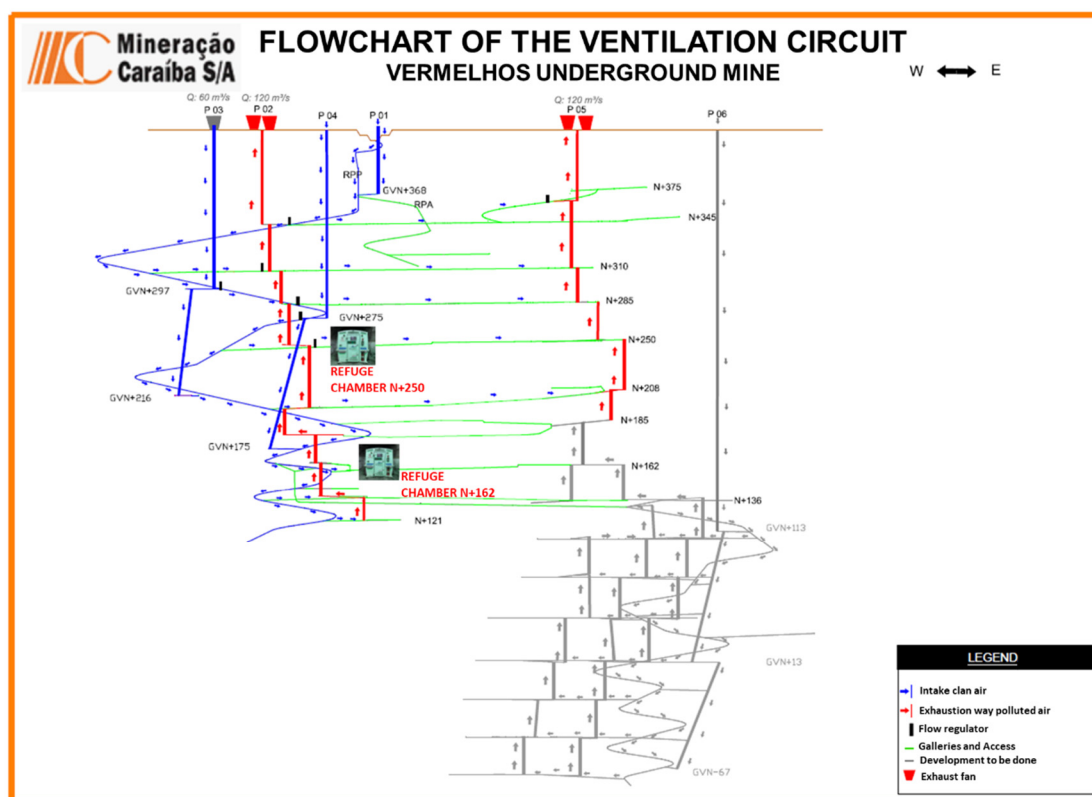 Mineração
Caraíba S/A
FLOWCHART OF THE VENTILATION CIRCUIT
VERMELHOS UNDERGROUND MINE
W E
Q: 60 m³/s
Q: 120 m³/s
Q: 120 m³/s
P 03
P 02
P 04
P 01
P 05
P 06
RPP
GVN+368
N+375
RPA
N+345
N+310
GVN+297
N+285
GVN+275
N+250
REFUGE
CHAMBER N+250
N+208
GVN+216
N+185
GVN+175
N+162
REFUGE
CHAMBER N+162
N+136
N+121
GVN+113
GVN+13
GVN-67
LEGEND
Intake clan air
Exhaustion way polluted air
Flow regulator
Galleries and Access
Development to be done
Exhaust fan